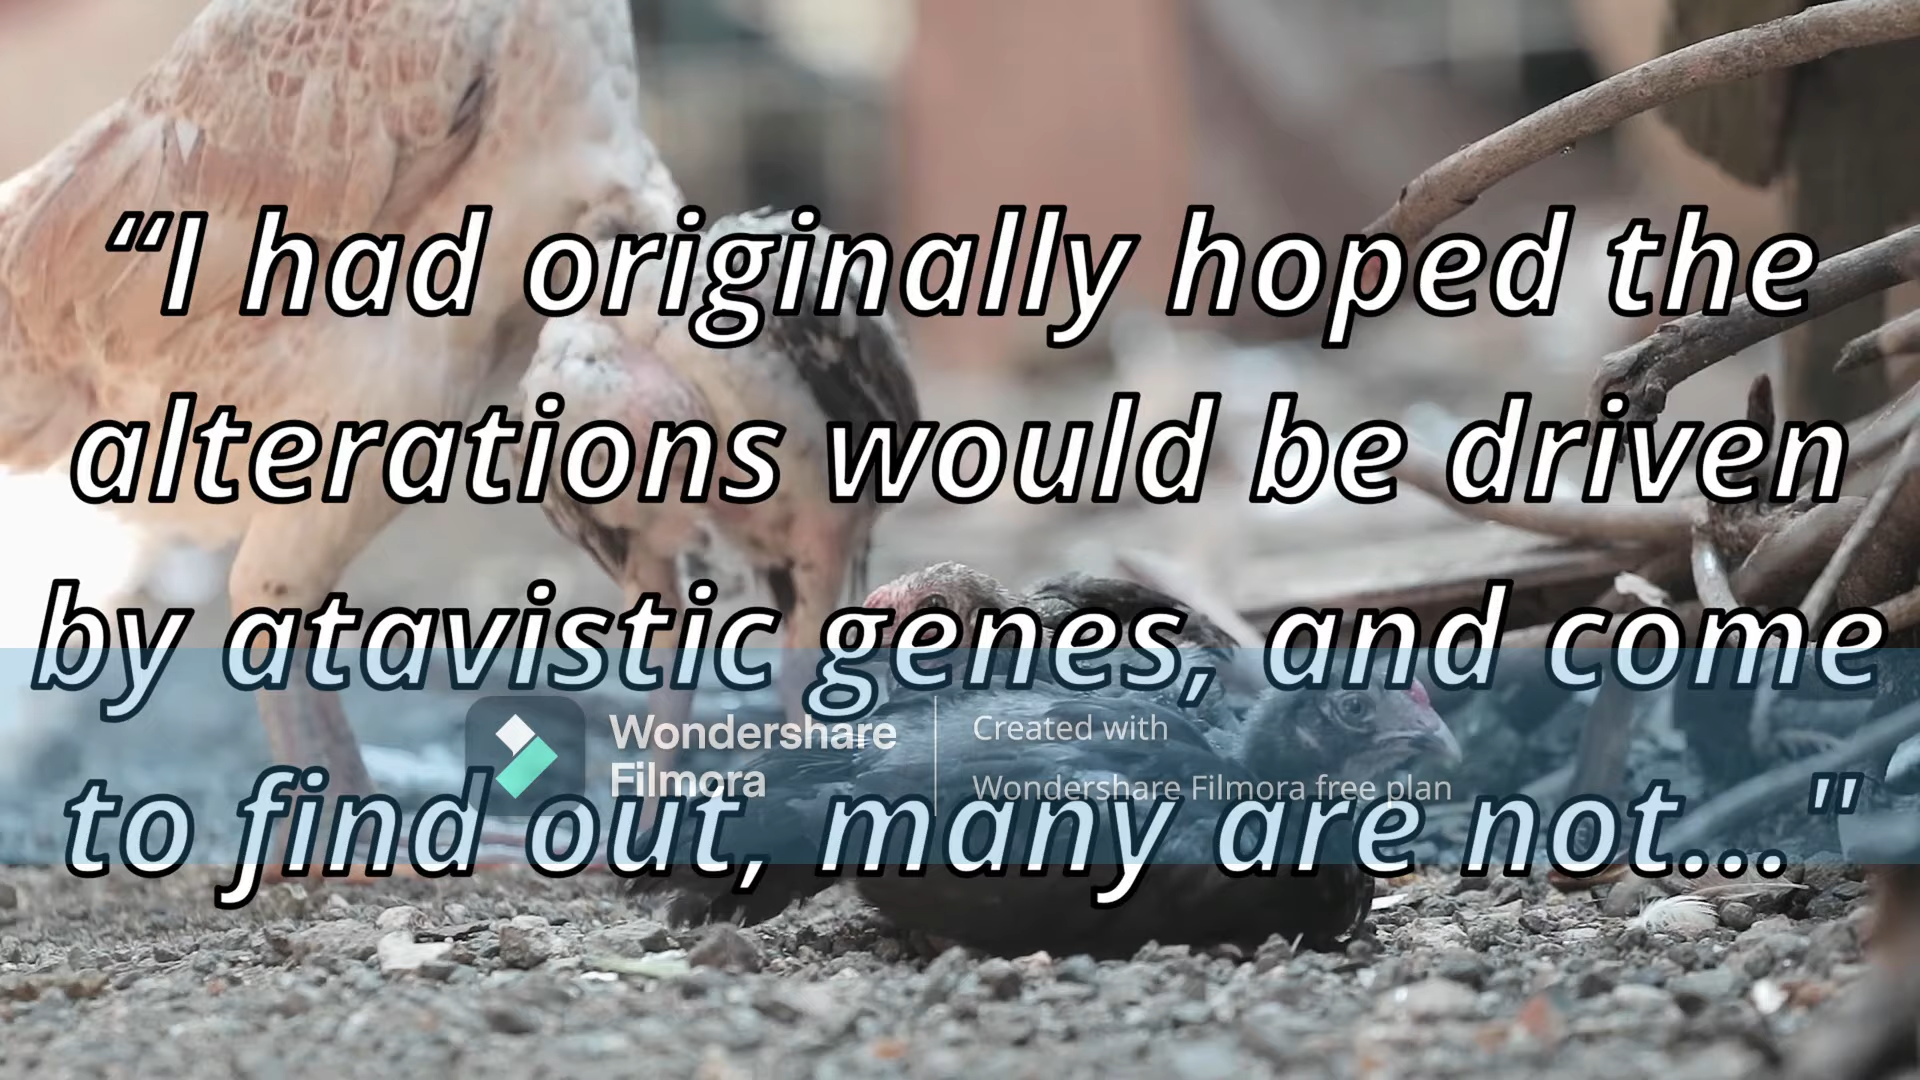 “I had originally hoped the
alterations would be driven
by atavistic genes, and come
Wondershare
Filmora
Created with
Wondershare Filmora free plan
to find out, many are not..."